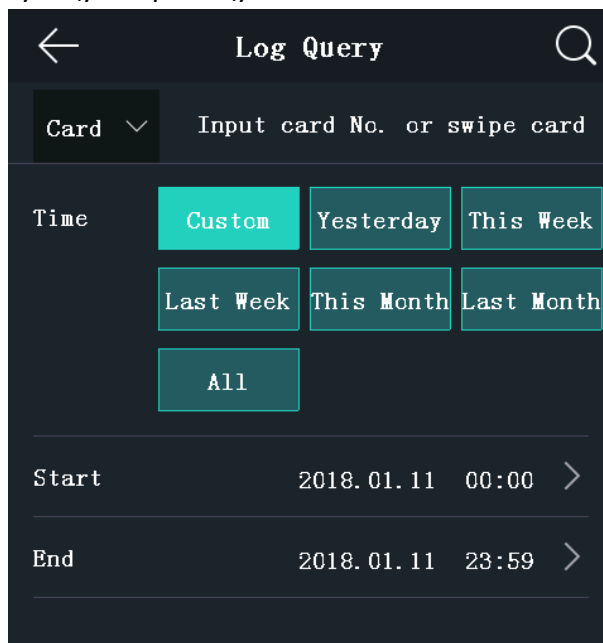 Log Query
Card Input card No. or swipe card
Time Custom Yesterday This Week
Last Week This Month Last Month
All
Start 2018.01.11 00:00
End 2018.01.11 23:59